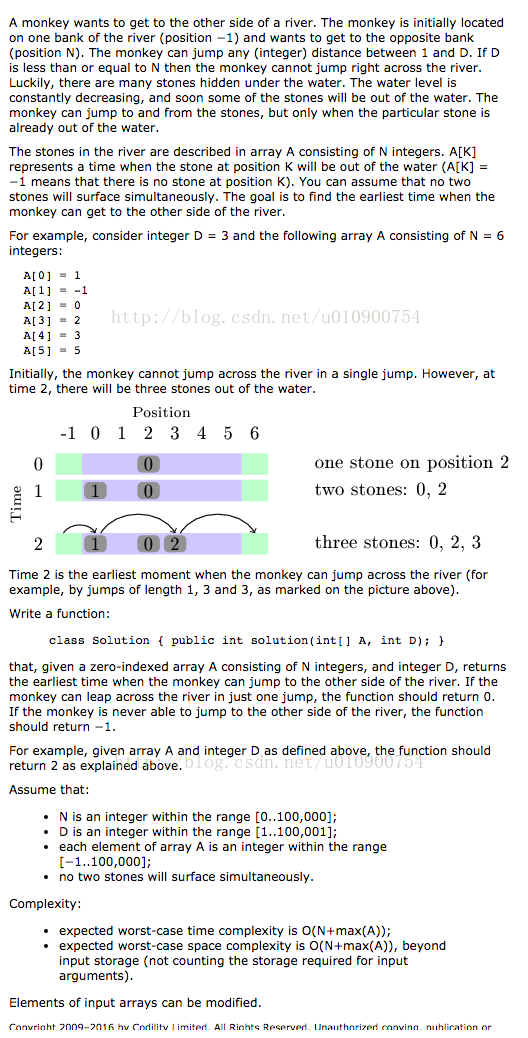 A monkey wants to get to the other side of a river. The monkey is initially located
on one bank of the river (position −1) and wants to get to the opposite bank
(position N). The monkey can jump any (integer) distance between 1 and D. If D
is less than or equal to N then the monkey cannot jump right across the river.
Luckily, there are many stones hidden under the water. The water level is
constantly decreasing, and soon some of the stones will be out of the water. The
monkey can jump to and from the stones, but only when the particular stone is
already out of the water.
The stones in the river are described in array A consisting of N integers. A[K]
represents a time when the stone at position K will be out of the water (A[K] =
−1 means that there is no stone at position K). You can assume that no two
stones will surface simultaneously. The goal is to find the earliest time when the
monkey can get to the other side of the river.
For example, consider integer D = 3 and the following array A consisting of N = 6
integers:
A[0] = 1
A[1] = -1
A[2] = 0
A[3] = 2
http://blog.csdn.net/u010900754
A[4] = 3
A[5] = 5
Initially, the monkey cannot jump across the river in a single jump. However, at
time 2, there will be three stones out of the water.
Position
-1 0 1 2 3 4 5 6
0 0 one stone on position 2
Time
1 1 0 two stones: 0, 2
2 1 0 2 three stones: 0, 2, 3
Time 2 is the earliest moment when the monkey can jump across the river (for
example, by jumps of length 1, 3 and 3, as marked on the picture above).
Write a function:
class Solution { public int solution(int[] A, int D); }
that, given a zero-indexed array A consisting of N integers, and integer D, returns
the earliest time when the monkey can jump to the other side of the river. If the
monkey can leap across the river in just one jump, the function should return 0.
If the monkey is never able to jump to the other side of the river, the function
should return −1.
For example, given array A and integer D as defined above, the function should
return 2 as explained above.
http://blog.csdn.net/u010900754
Assume that:
• N is an integer within the range [0..100,000];
• D is an integer within the range [1..100,001];
• each element of array A is an integer within the range
[−1..100,000];
• no two stones will surface simultaneously.
Complexity:
• expected worst-case time complexity is O(N+max(A));
• expected worst-case space complexity is O(N+max(A)), beyond
input storage (not counting the storage required for input
arguments).
Elements of input arrays can be modified.
Copyright 2009–2016 by Codility Limited. All Rights Reserved. Unauthorized copying, publication or